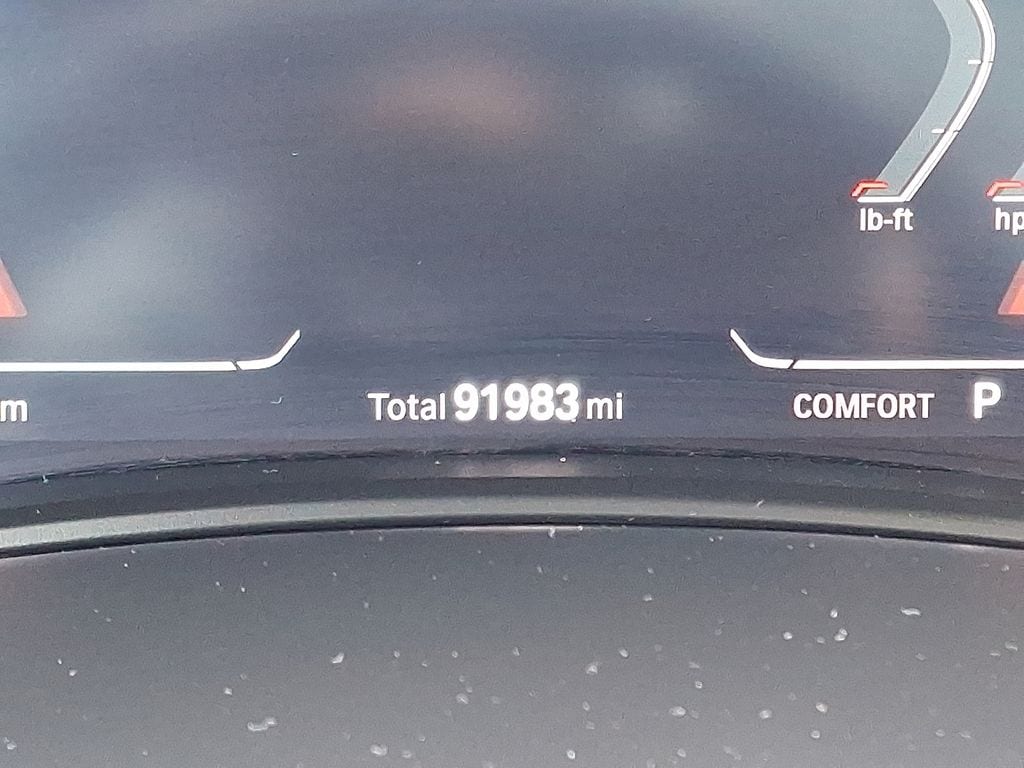 lb-ft
hp
m Total 91983 mi COMFORT P